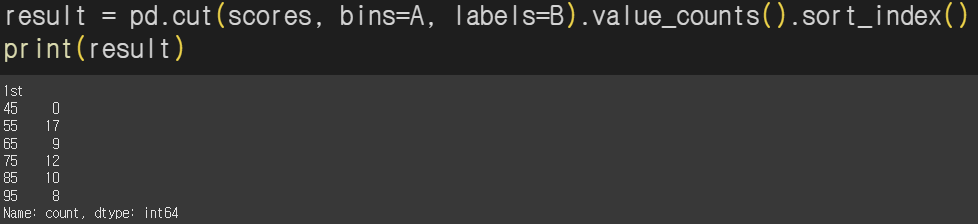 result = pd.cut(scores, bins=A, labels=B).value_counts().sort_index()
print(result)
1st
45 0
55 17
65 9
75 12
85 10
95 8
Name: count, dtype: int64